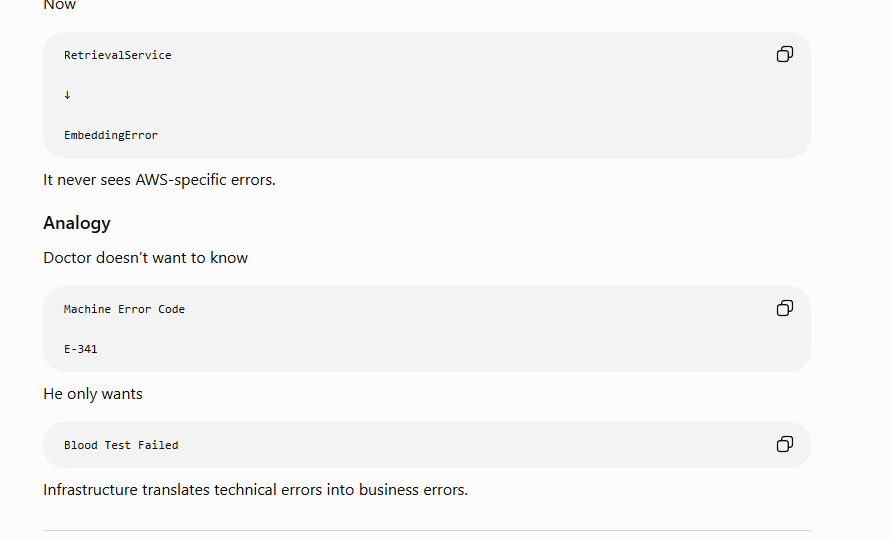 Now
RetrievalService
↓
EmbeddingError
It never sees AWS-specific errors.
Analogy
Doctor doesn't want to know
Machine Error Code
E-341
He only wants
Blood Test Failed
Infrastructure translates technical errors into business errors.